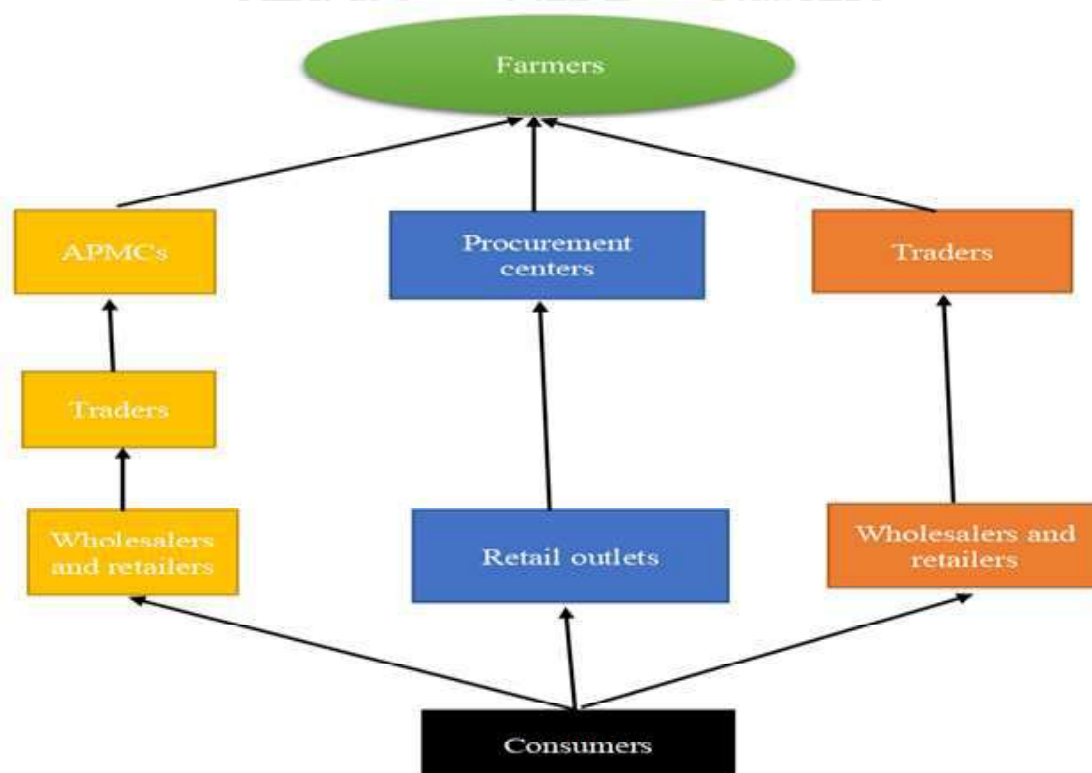 Farmers
APMCs
Procurement
centers
Traders
Traders
Wholesalers
and retailers
Retail outlets
Wholesalers and
retailers
Consumers